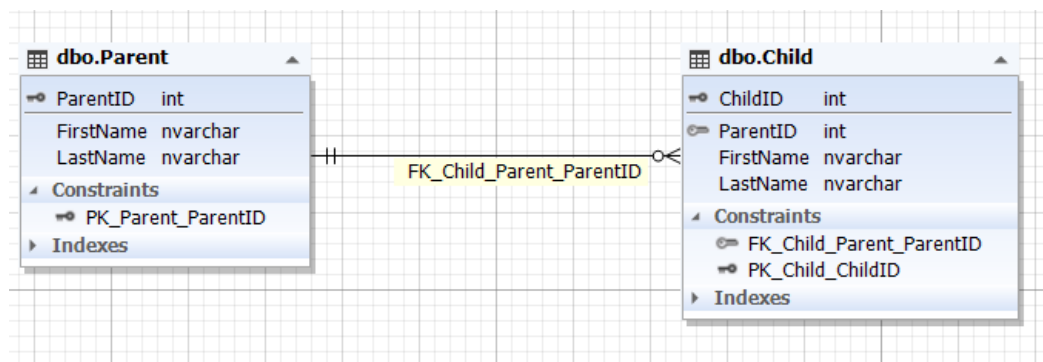 dbo.Parent
ParentID int
FirstName nvarchar
LastName nvarchar
Constraints
PK_Parent_ParentID
Indexes
FK_Child_Parent_ParentID
dbo.Child
ChildID int
ParentID int
FirstName nvarchar
LastName nvarchar
Constraints
FK_Child_Parent_ParentID
PK_Child_ChildID
Indexes